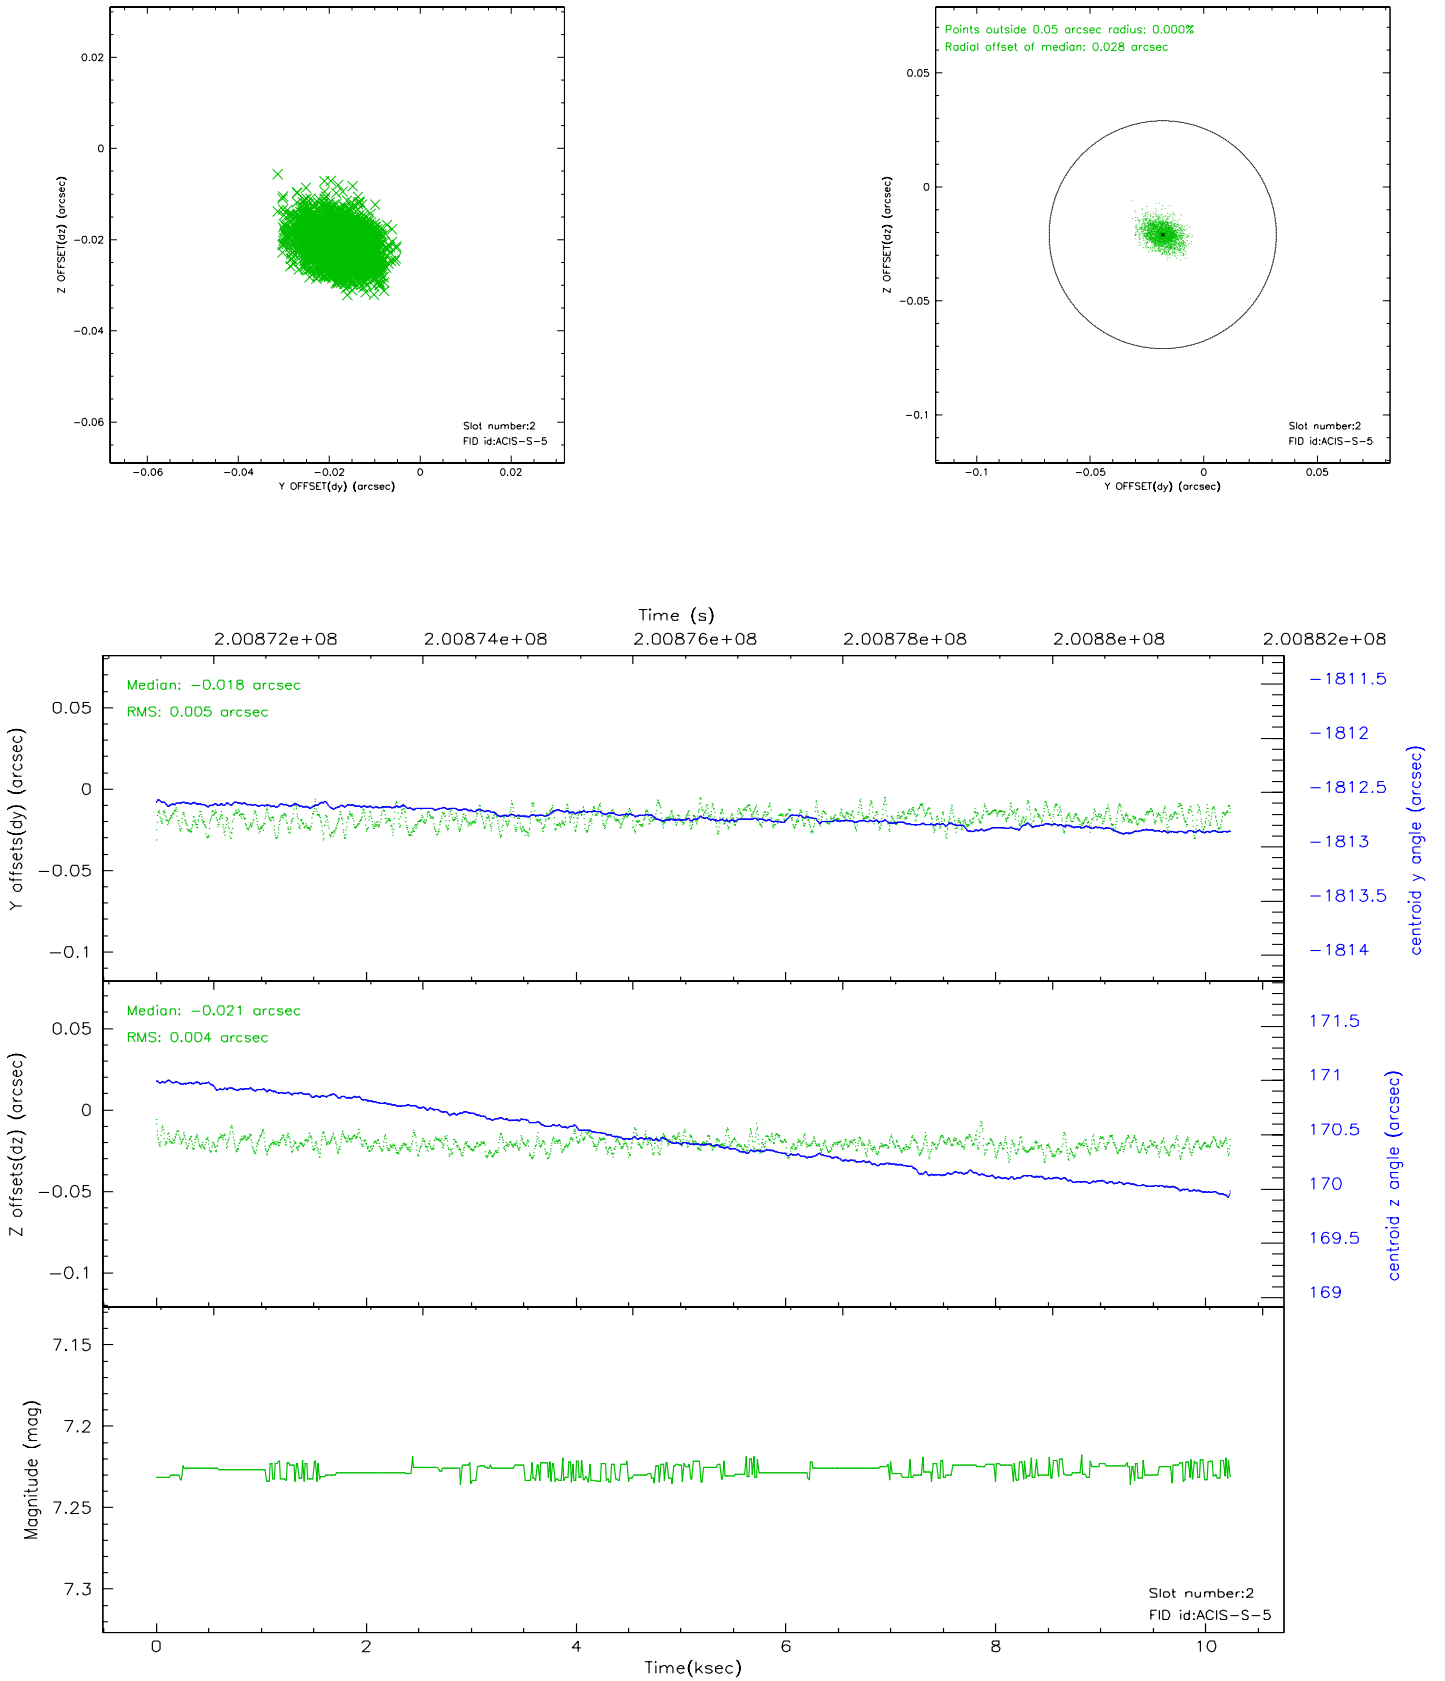 0.02
0
−0.02
−0.04
−0.06
Z OFFSET(dz) (arcsec)
Slot number:2
FID id:ACIS−S−5
−0.06 −0.04 −0.02 0 0.02
Y OFFSET(dy) (arcsec)
Points outside 0.05 arcsec radius: 0.000%
Radial offset of median: 0.028 arcsec
0.05
0
−0.05
−0.1
Z OFFSET(dz) (arcsec)
Slot number:2
FID id:ACIS−S−5
−0.1 −0.05 0 0.05
Y OFFSET(dy) (arcsec)
Time (s)
2.00872e+08 2.00874e+08 2.00876e+08 2.00878e+08 2.0088e+08 2.00882e+08
Median: −0.018 arcsec
RMS: 0.005 arcsec
0.05
0
−0.05
−0.1
Y offsets(dy) (arcsec)
−1811.5
−1812
−1812.5
−1813
−1813.5
−1814
centroid y angle (arcsec)
Median: −0.021 arcsec
RMS: 0.004 arcsec
0.05
0
−0.05
−0.1
Z offsets(dz) (arcsec)
171.5
171
170.5
170
169.5
169
centroid z angle (arcsec)
7.15
7.2
7.25
7.3
Magnitude (mag)
Slot number:2
FID id:ACIS−S−5
0 2 4 6 8 10
Time(ksec)